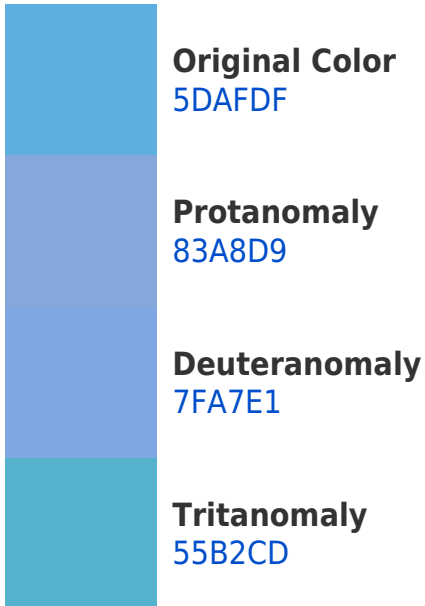 Original Color
5DAFDF
Protanomaly
83A8D9
Deuteranomaly
7FA7E1
Tritanomaly
55B2CD